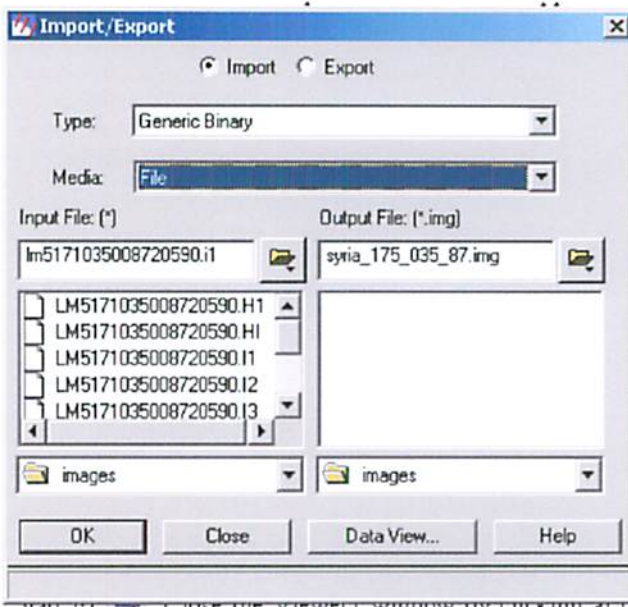 Import/Export
Import Export
Type: Generic Binary
Media: File
Input File: (*) Output File: (*.img)
lm5171035008720590.i1 syria_175_035_87.img
LM5171035008720590.H1
LM5171035008720590.HI
LM5171035008720590.I1
LM5171035008720590.I2
LM5171035008720590.I3
images images
OK Close Data View... Help